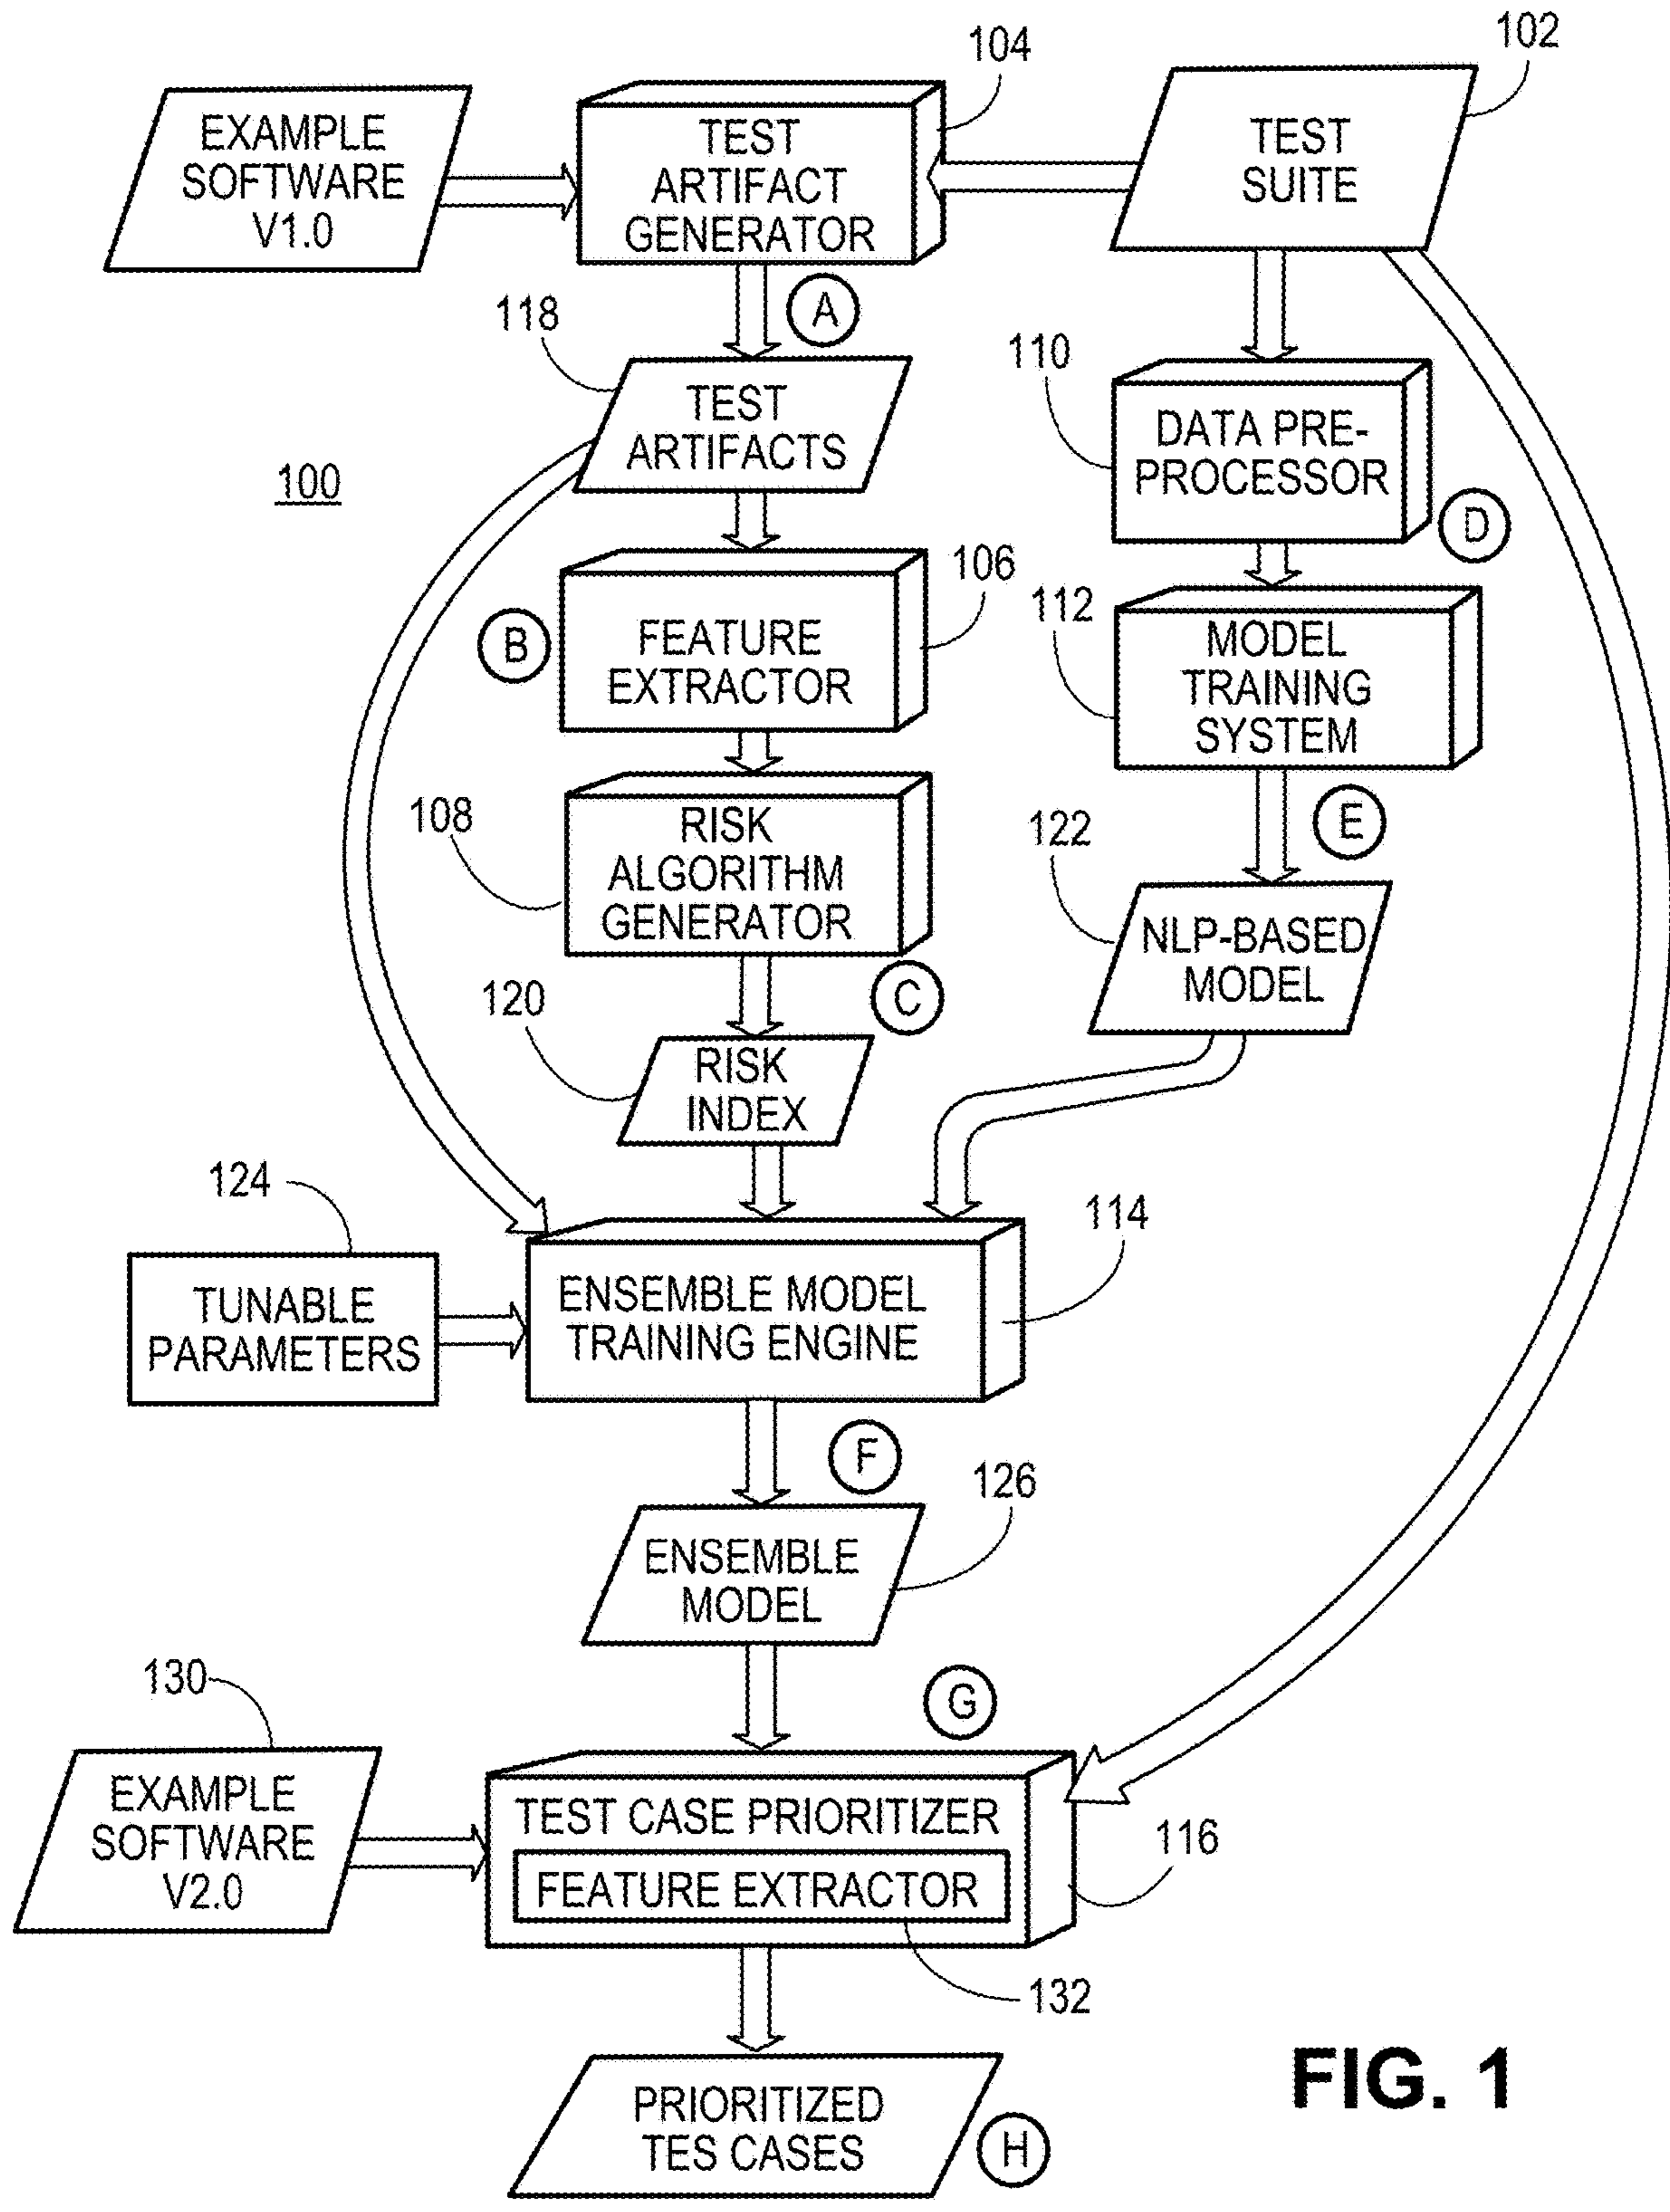 102
104
EXAMPLE
SOFTWARE
V1.0
TEST
ARTIFACT
GENERATOR
TEST
SUITE
A
118
110
TEST
ARTIFACTS
DATA PRE-
PROCESSOR
100
D
106
112
B
FEATURE
EXTRACTOR
MODEL
TRAINING
SYSTEM
108
RISK
ALGORITHM
GENERATOR
E
122
NLP-BASED
MODEL
C
120
RISK
INDEX
124
114
TUNABLE
PARAMETERS
ENSEMBLE MODEL
TRAINING ENGINE
F
126
ENSEMBLE
MODEL
130
G
EXAMPLE
SOFTWARE
V2.0
TEST CASE PRIORITIZER
FEATURE EXTRACTOR
116
132
PRIORITIZED
TES CASES
H
FIG. 1